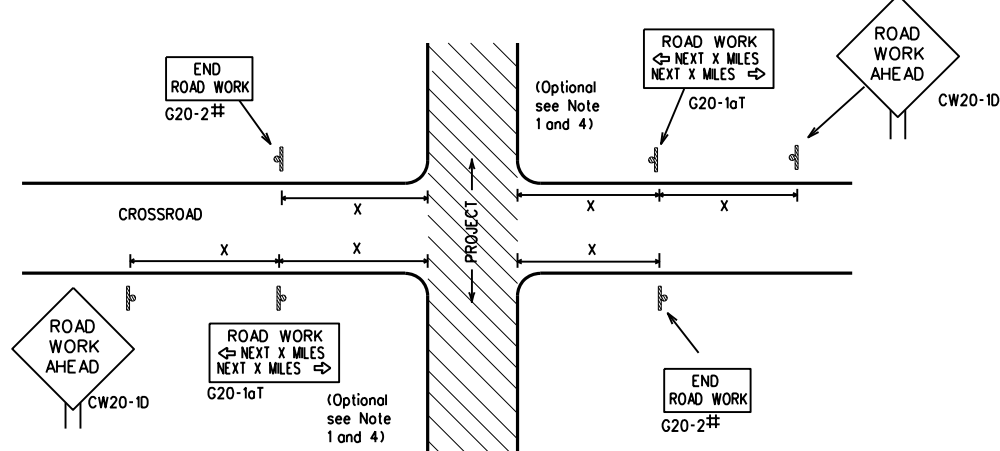 ROAD
WORK
AHEAD
CW20-1D
ROAD WORK
⇦ NEXT X MILES
NEXT X MILES ⇨
G20-1aT
(Optional
see Note
1 and 4)
END
ROAD WORK
G20-2#
X
X
X
CROSSROAD
PROJECT
X
X
X
ROAD
WORK
AHEAD
CW20-1D
ROAD WORK
⇦ NEXT X MILES
NEXT X MILES ⇨
G20-1aT
(Optional
see Note
1 and 4)
END
ROAD WORK
G20-2#